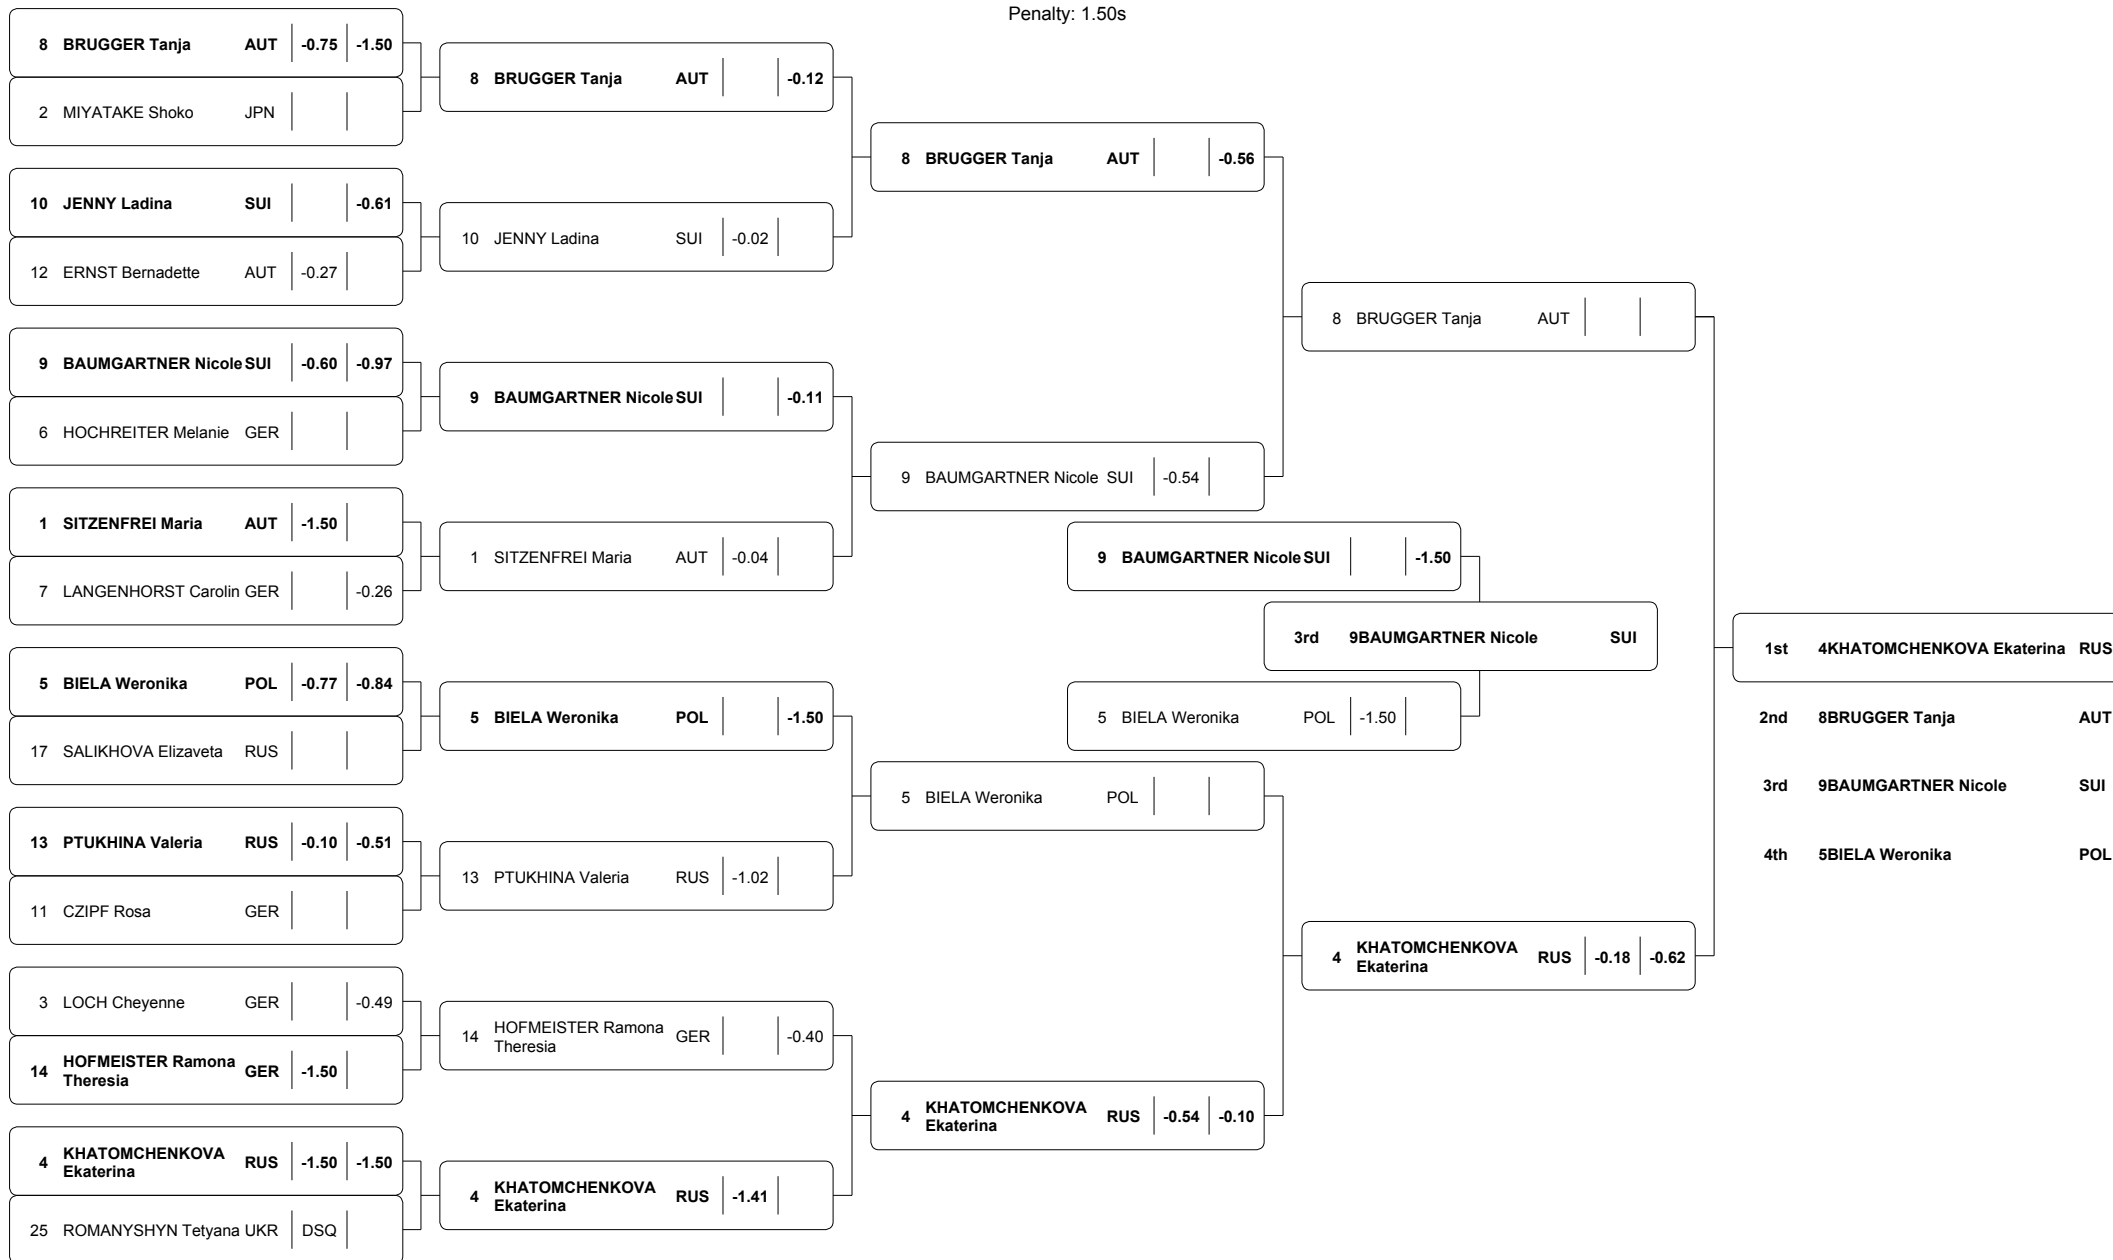 Penalty: 1.50s
8 BRUGGER Tanja AUT -0.75 -1.50
2 MIYATAKE Shoko JPN
10 JENNY Ladina SUI -0.61
12 ERNST Bernadette AUT -0.27
9 BAUMGARTNER Nicole SUI -0.60 -0.97
6 HOCHREITER Melanie GER
1 SITZENFREI Maria AUT -1.50
7 LANGENHORST Carolin GER -0.26
5 BIELA Weronika POL -0.77 -0.84
17 SALIKHOVA Elizaveta RUS
13 PTUKHINA Valeria RUS -0.10 -0.51
11 CZIPF Rosa GER
3 LOCH Cheyenne GER -0.49
14 HOFMEISTER Ramona
Theresia GER -1.50
4 KHATOMCHENKOVA
Ekaterina RUS -1.50 -1.50
25 ROMANYSHYN Tetyana UKR DSQ
8 BRUGGER Tanja AUT -0.12
10 JENNY Ladina SUI -0.02
9 BAUMGARTNER Nicole SUI -0.11
1 SITZENFREI Maria AUT -0.04
5 BIELA Weronika POL -1.50
13 PTUKHINA Valeria RUS -1.02
14 HOFMEISTER Ramona
Theresia GER -0.40
4 KHATOMCHENKOVA
Ekaterina RUS -1.41
8 BRUGGER Tanja AUT -0.56
9 BAUMGARTNER Nicole SUI -0.54
5 BIELA Weronika POL
4 KHATOMCHENKOVA
Ekaterina RUS -0.54 -0.10
9 BAUMGARTNER Nicole SUI -1.50
5 BIELA Weronika POL -1.50
3rd 9BAUMGARTNER Nicole SUI
8 BRUGGER Tanja AUT
4 KHATOMCHENKOVA
Ekaterina RUS -0.18 -0.62
1st 4KHATOMCHENKOVA Ekaterina RUS
2nd 8BRUGGER Tanja AUT
3rd 9BAUMGARTNER Nicole SUI
4th 5BIELA Weronika POL